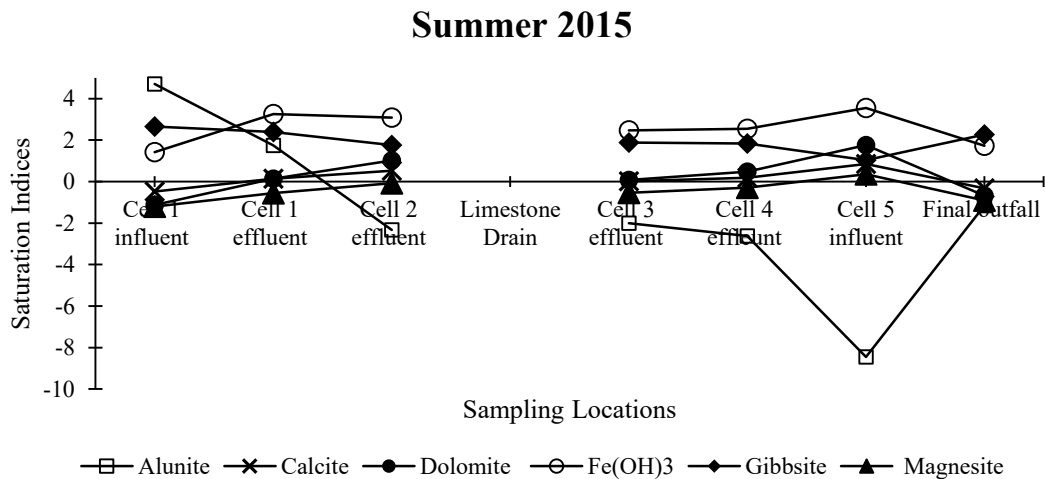 Summer 2015
4
2
0
-2
-4
-6
-8
-10
Saturation Indices
Cell 1 influent
Cell 1 effluent
Cell 2 effluent
Limestone Drain
Cell 3 effluent
Cell 4 effluent
Cell 5 influent
Final outfall
Sampling Locations
Alunite Calcite Dolomite Fe(OH)3 Gibbsite Magnesite